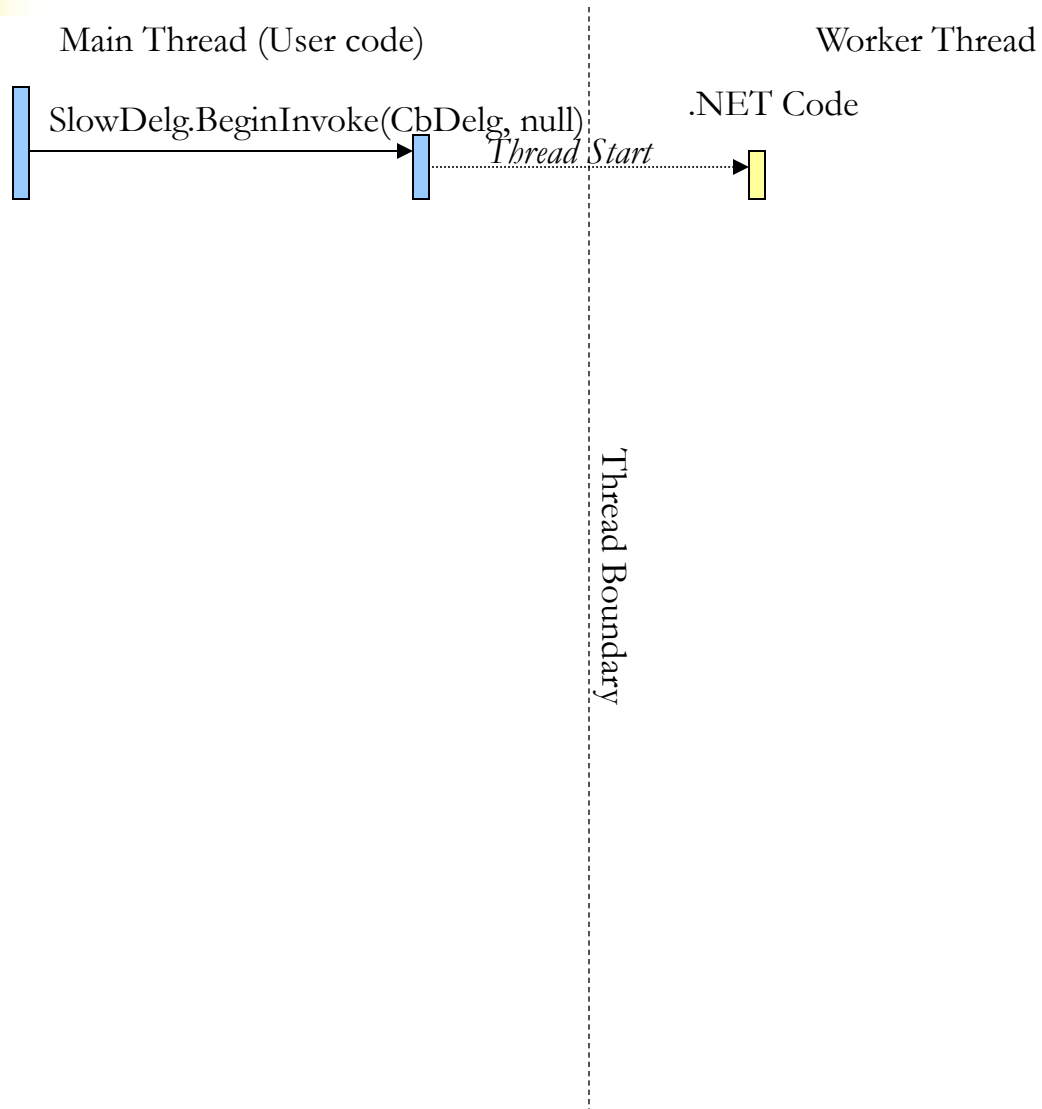 Main Thread (User code)
Worker Thread
.NET Code
SlowDelg.BeginInvoke(CbDelg, null)
Thread Start
Thread Boundary